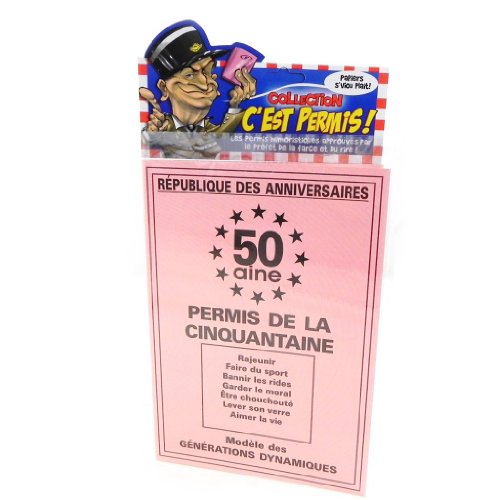 Papiers
s'viou plait!
COLLECTION
C'EST PERMIS!
Les permis humoristiques approuvés par
le préfet de la farce et du rire !
RÉPUBLIQUE DES ANNIVERSAIRES
50
aine
PERMIS DE LA
CINQUANTAINE
Rajeunir
Faire du sport
Bannir les rides
Garder le moral
Être chouchouté
Lever son verre
Aimer la vie
Modèle des
GÉNÉRATIONS DYNAMIQUES